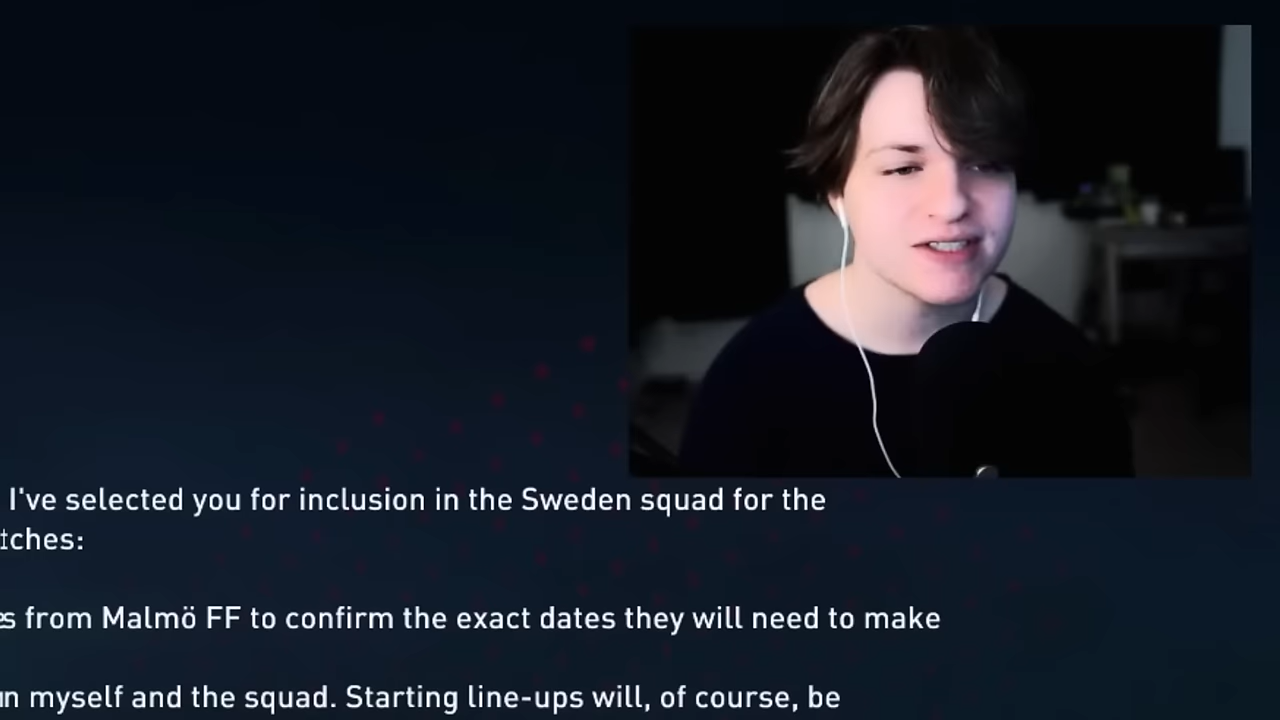 I've selected you for inclusion in the Sweden squad for the
tches:
s from Malmö FF to confirm the exact dates they will need to make
n myself and the squad. Starting line-ups will, of course, be